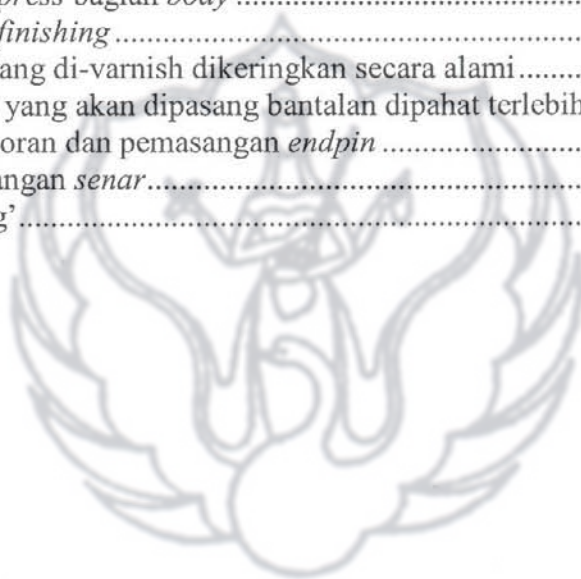 press bagian body ..........................
finishing ..........................
ang di-varnish dikeringkan secara alami ..........
yang akan dipasang bantalan dipahat terlebih
oran dan pemasangan endpin ..........................
angan senar ..........................
g’ ..........................